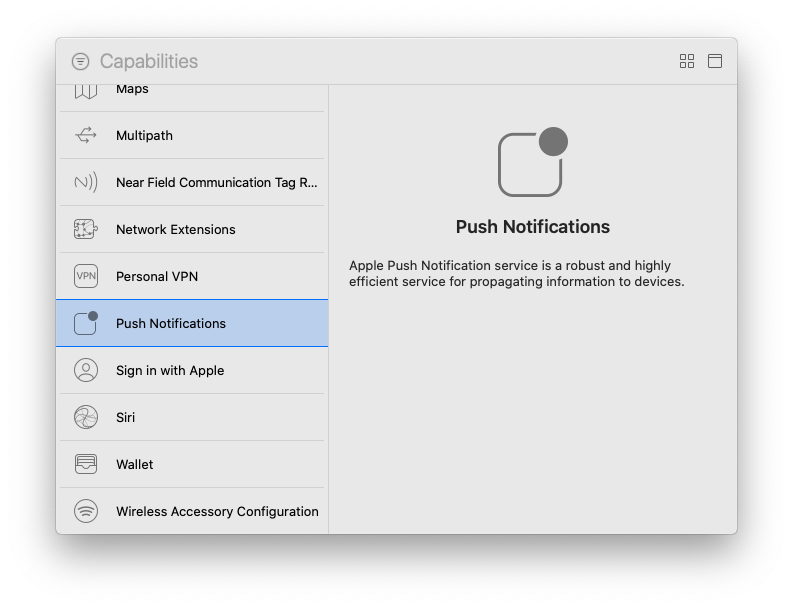 Capabilities
Maps
Multipath
Near Field Communication Tag R...
Network Extensions
VPN
Personal VPN
Push Notifications
Sign in with Apple
Siri
Wallet
Wireless Accessory Configuration
Push Notifications
Apple Push Notification service is a robust and highly
efficient service for propagating information to devices.